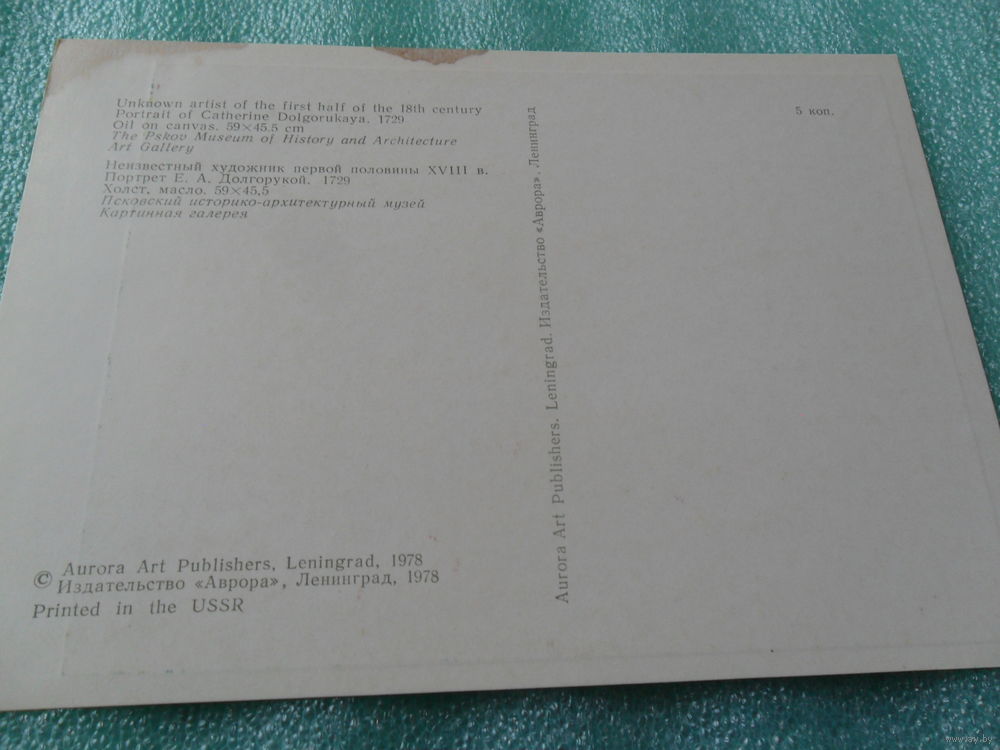 Unknown artist of the first half of the 18th century
Portrait of Catherine Dolgorukaya. 1729
Oil on canvas. 59×45.5 cm
The Pskov Museum of History and Architecture
Art Gallery
Неизвестный художник первой половины XVIII в.
Портрет Е. А. Долгорукой. 1729
Холст, масло. 59×45,5
Псковский историко-архитектурный музей
Картинная галерея
5 коп.
Aurora Art Publishers. Leningrad. Издательство «Аврора», Ленинград
© Aurora Art Publishers, Leningrad, 1978
Издательство «Аврора», Ленинград, 1978
Printed in the USSR
www.ay.by